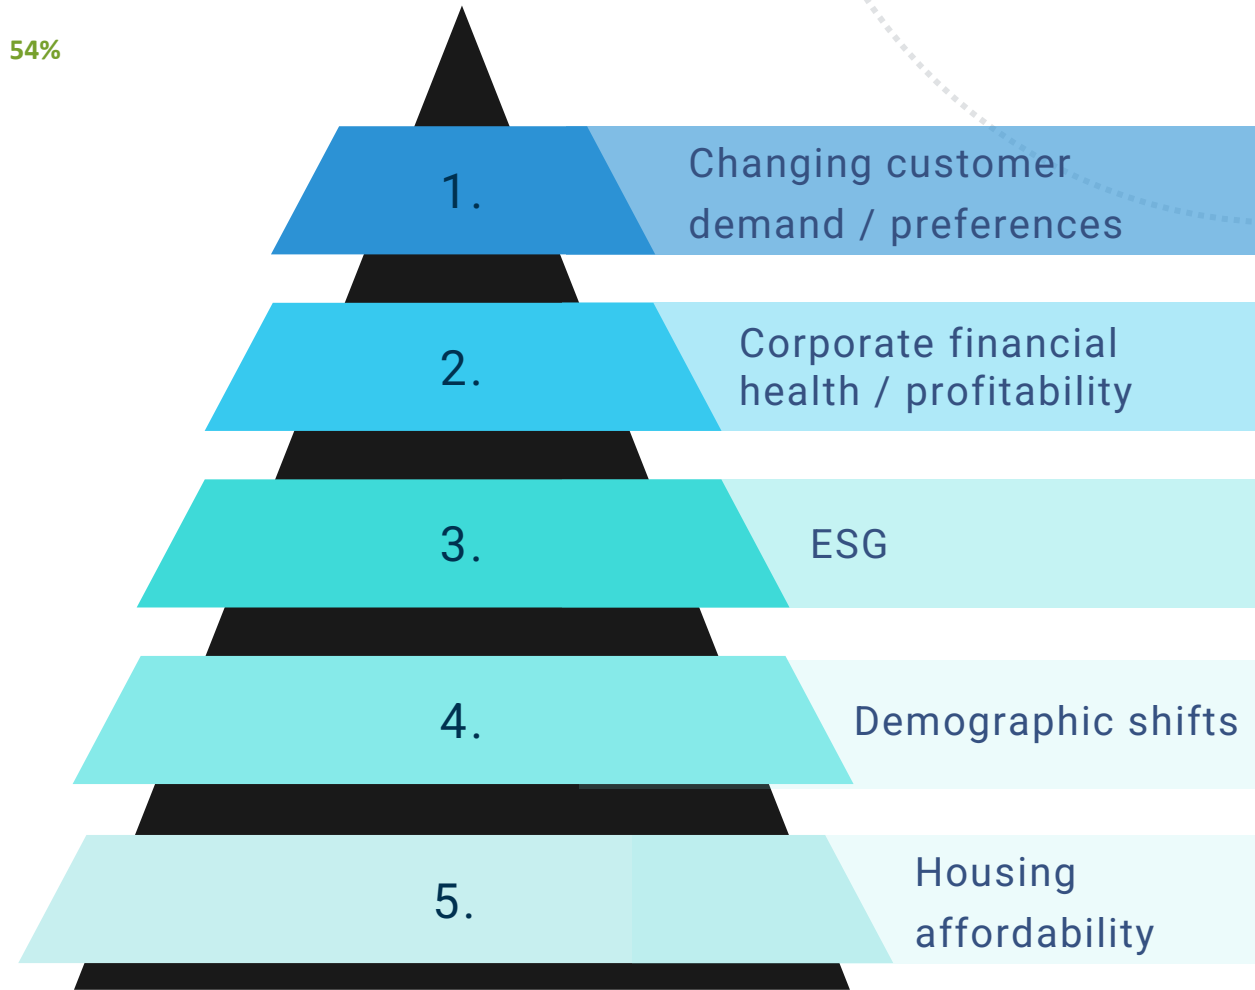 54%
1.
Changing customer
demand / preferences
2.
Corporate financial
health / profitability
3.
ESG
4.
Demographic shifts
5.
Housing
affordability